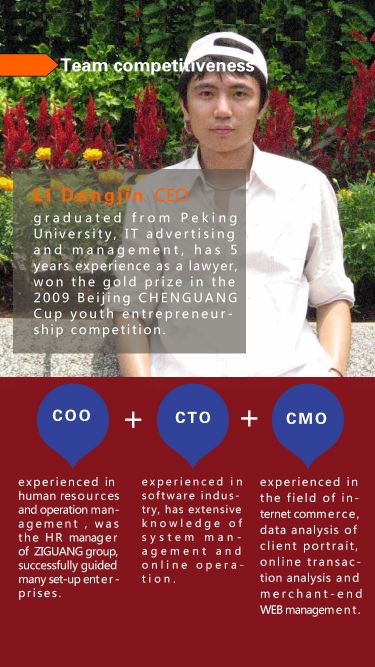 Team competitiveness
Li Dongjin CEO
graduated from Peking
University, IT advertising
and management, has 5
years experience as a lawyer,
won the gold prize in the
2009 Beijing CHENGUANG
Cup youth entrepreneur-
ship competition.
COO + CTO + CMO
experienced in
human resources
and operation man-
agement , was
the HR manager
of ZIGUANG group,
successfully guided
many set-up enter-
prises.
experienced in
software indus-
try, has extensive
knowledge of
system man-
agement and
online opera-
tion.
experienced in
the field of in-
ternet commerce,
data analysis of
client portrait,
online transac-
tion analysis and
merchant-end
WEB management.